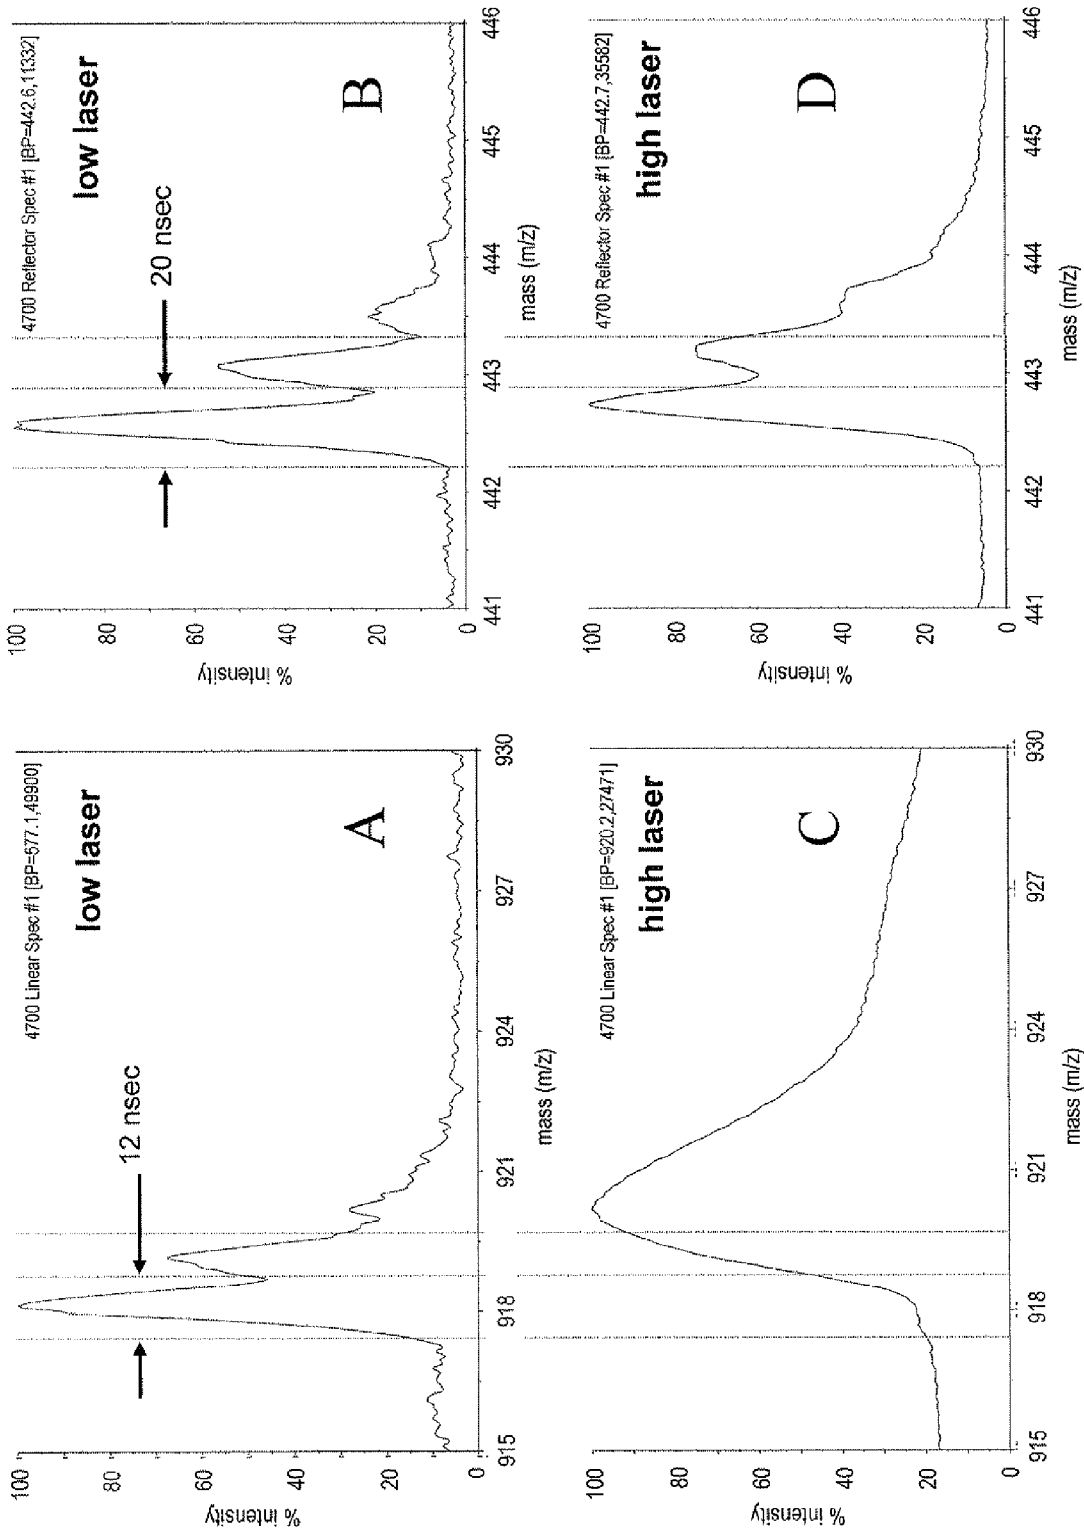 4700 Linear Spec #1 [BP=577.1,49900]
low laser
12 nsec
A
100
80
60
40
20
0
% intensity
915
918
921
924
927
930
mass (m/z)
4700 Reflector Spec #1 [BP=442.6,11332]
low laser
20 nsec
B
100
80
60
40
20
0
% intensity
441
442
443
444
445
446
mass (m/z)
4700 Linear Spec #1 [BP=920.2,27471]
high laser
C
100
80
60
40
20
0
% intensity
915
918
921
924
927
930
mass (m/z)
4700 Reflector Spec #1 [BP=442.7,35582]
high laser
D
100
80
60
40
20
0
% intensity
441
442
443
444
445
446
mass (m/z)